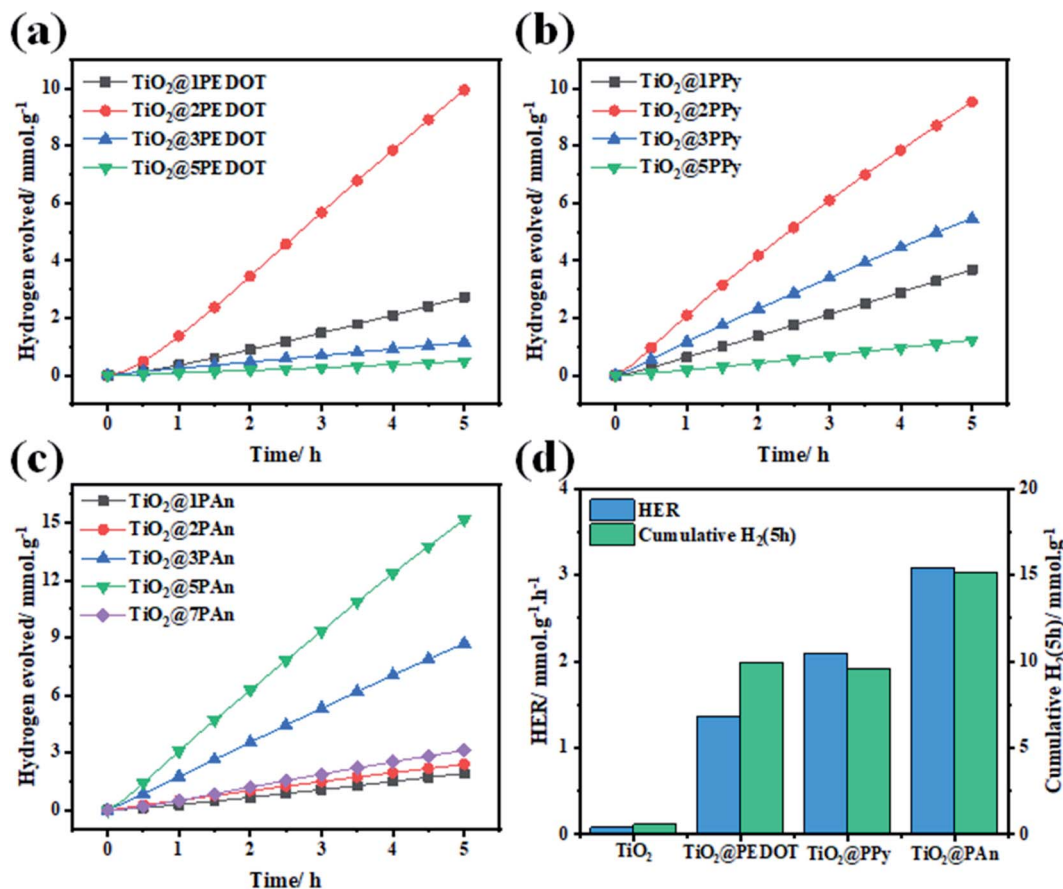 (a)
TiO₂@1PEDOT
TiO₂@2PEDOT
TiO₂@3PEDOT
TiO₂@5PEDOT
Hydrogen evolved/ mmol.g⁻¹
10
8
6
4
2
0
0 1 2 3 4 5
Time/ h
(b)
TiO₂@1PPy
TiO₂@2PPy
TiO₂@3PPy
TiO₂@5PPy
Hydrogen evolved/ mmol.g⁻¹
10
8
6
4
2
0
0 1 2 3 4 5
Time/ h
(c)
TiO₂@1PAn
TiO₂@2PAn
TiO₂@3PAn
TiO₂@5PAn
TiO₂@7PAn
Hydrogen evolved/ mmol.g⁻¹
15
12
9
6
3
0
0 1 2 3 4 5
Time/ h
(d)
HER
Cumulative H₂(5h)
HER/ mmol.g⁻¹.h⁻¹
4
3
2
1
0
Cumulative H₂(5h)/ mmol.g⁻¹
20
15
10
5
0
TiO₂ TiO₂@PEDOT TiO₂@PPy TiO₂@PAn